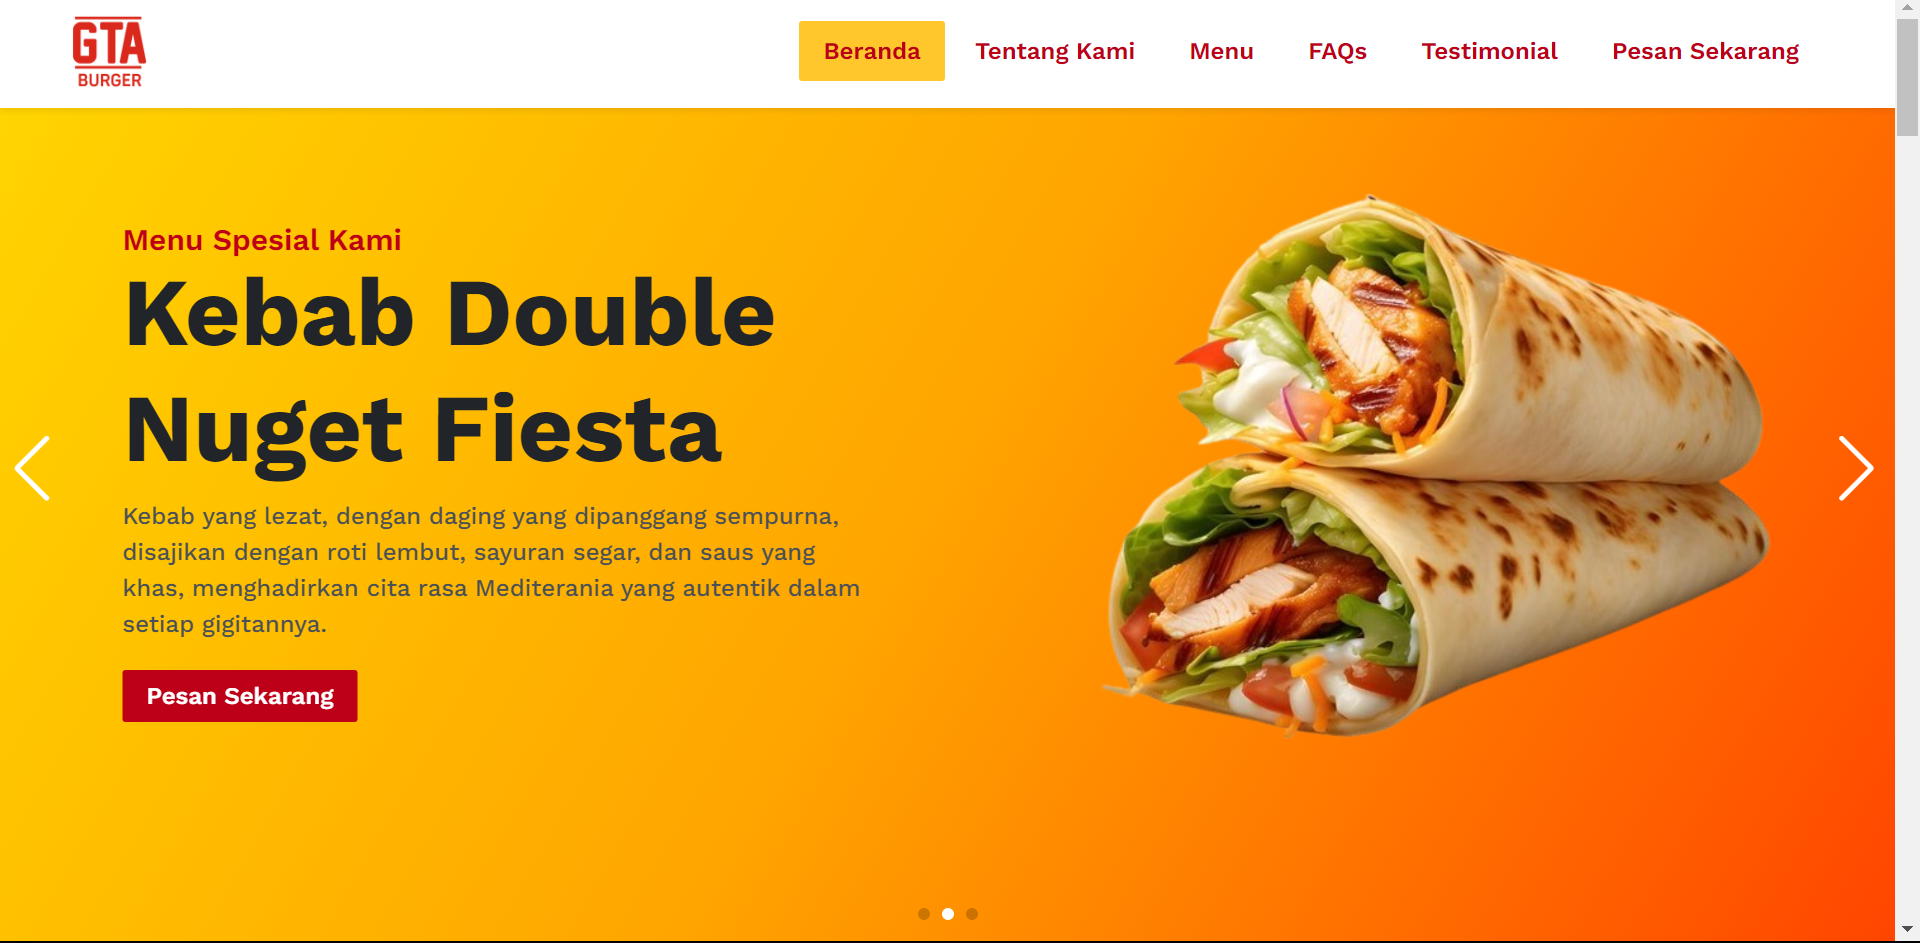 GTA
BURGER
Beranda
Tentang Kami
Menu
FAQs
Testimonial
Pesan Sekarang
Menu Spesial Kami
Kebab Double
Nuget Fiesta
Kebab yang lezat, dengan daging yang dipanggang sempurna,
disajikan dengan roti lembut, sayuran segar, dan saus yang
khas, menghadirkan cita rasa Mediterania yang autentik dalam
setiap gigitannya.
Pesan Sekarang